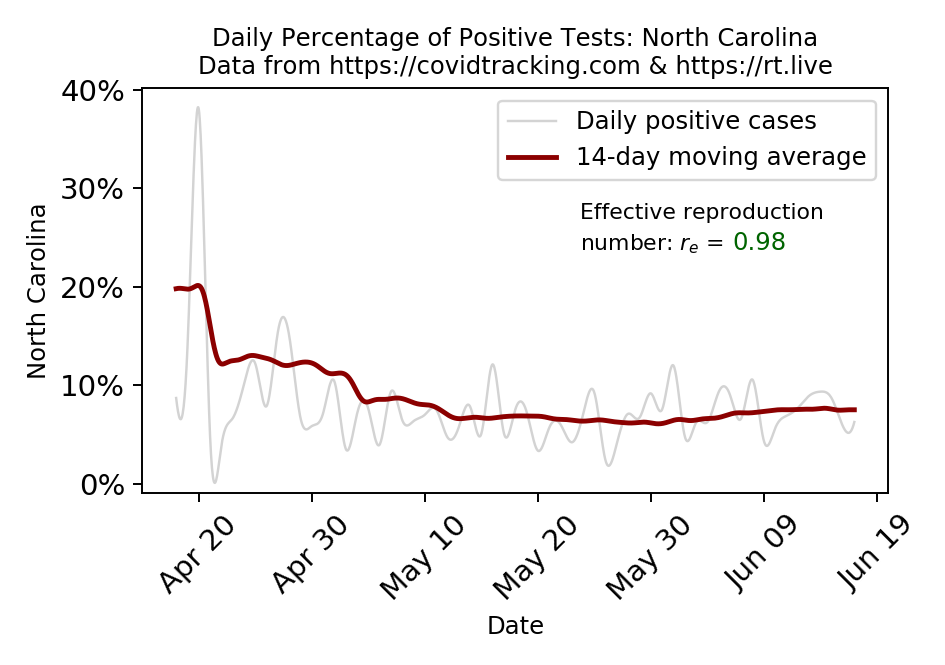 Daily Percentage of Positive Tests: North Carolina
Data from https://covidtracking.com & https://rt.live
40%
30%
20%
10%
0%
North Carolina
Daily positive cases
14-day moving average
Effective reproduction
number: rₑ = 0.98
Apr 20
Apr 30
May 10
May 20
May 30
Jun 09
Jun 19
Date